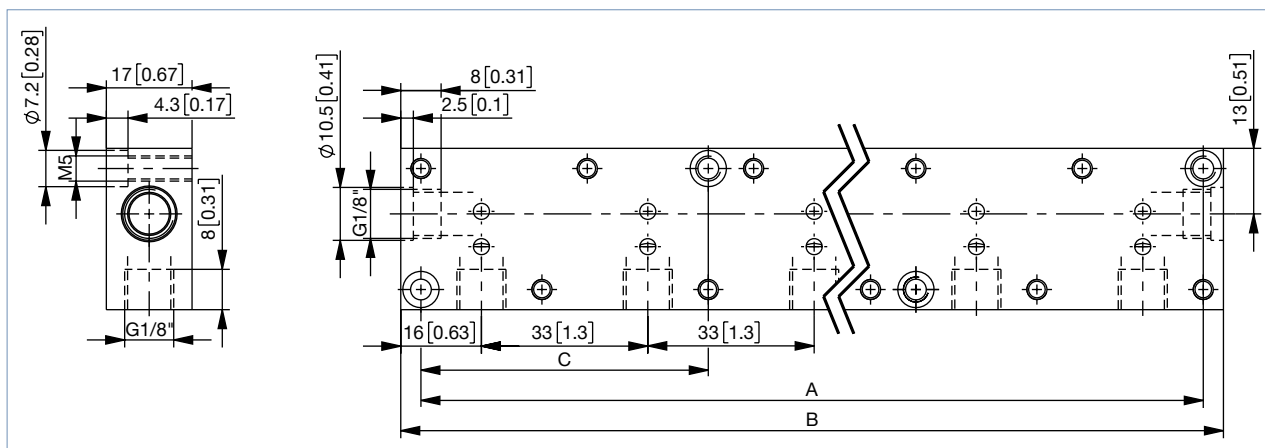 17 [0.67]
4.3 [0.17]
Ø7.2 [0.28]
M5
8 [0.31]
G1/8"
8 [0.31]
2.5 [0.1]
Ø10.5 [0.41]
G1/8"
13 [0.51]
16 [0.63]
33 [1.3]
33 [1.3]
C
A
B